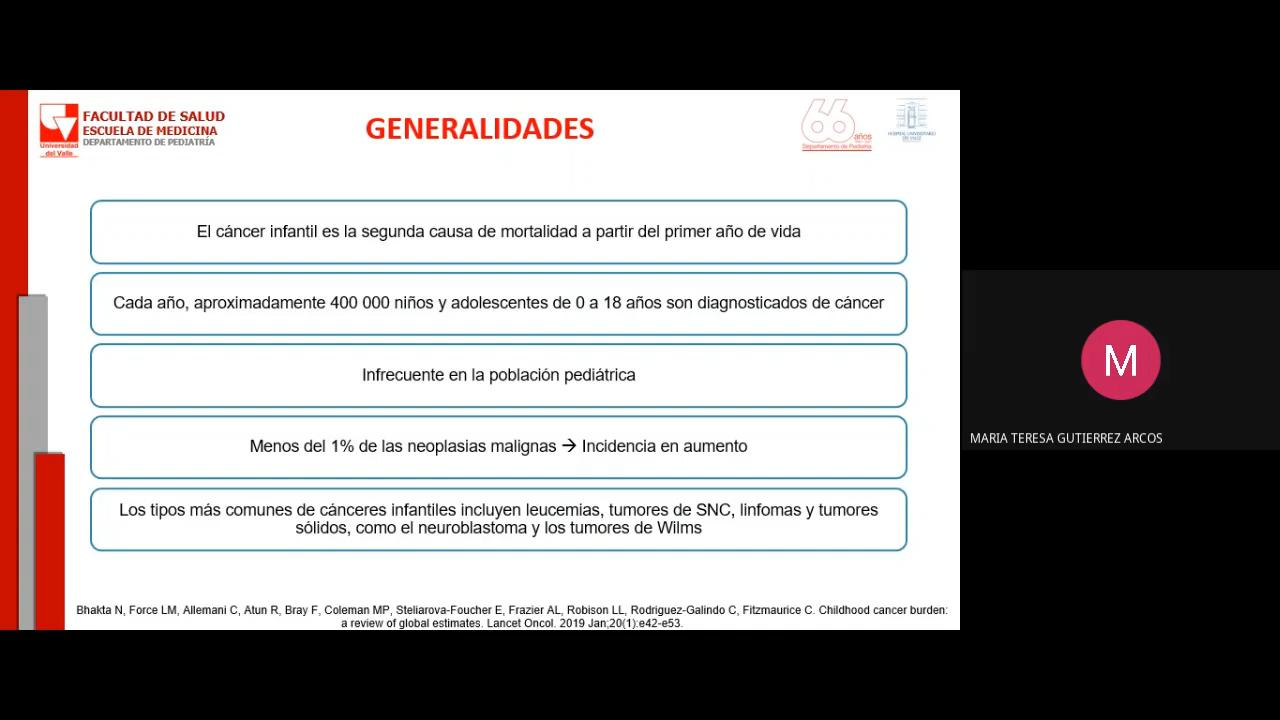 FACULTAD DE SALUD
ESCUELA DE MEDICINA
DEPARTAMENTO DE PEDIATRÍA
Universidad
del Valle
GENERALIDADES
66
años
Departamento de Pediatría
HOSPITAL UNIVERSITARIO
DEL VALLE
El cáncer infantil es la segunda causa de mortalidad a partir del primer año de vida
Cada año, aproximadamente 400 000 niños y adolescentes de 0 a 18 años son diagnosticados de cáncer
Infrecuente en la población pediátrica
Menos del 1% de las neoplasias malignas → Incidencia en aumento
Los tipos más comunes de cánceres infantiles incluyen leucemias, tumores de SNC, linfomas y tumores
sólidos, como el neuroblastoma y los tumores de Wilms
Bhakta N, Force LM, Allemani C, Atun R, Bray F, Coleman MP, Steliarova-Foucher E, Frazier AL, Robison LL, Rodriguez-Galindo C, Fitzmaurice C. Childhood cancer burden:
a review of global estimates. Lancet Oncol. 2019 Jan;20(1):e42-e53.
M
MARIA TERESA GUTIERREZ ARCOS